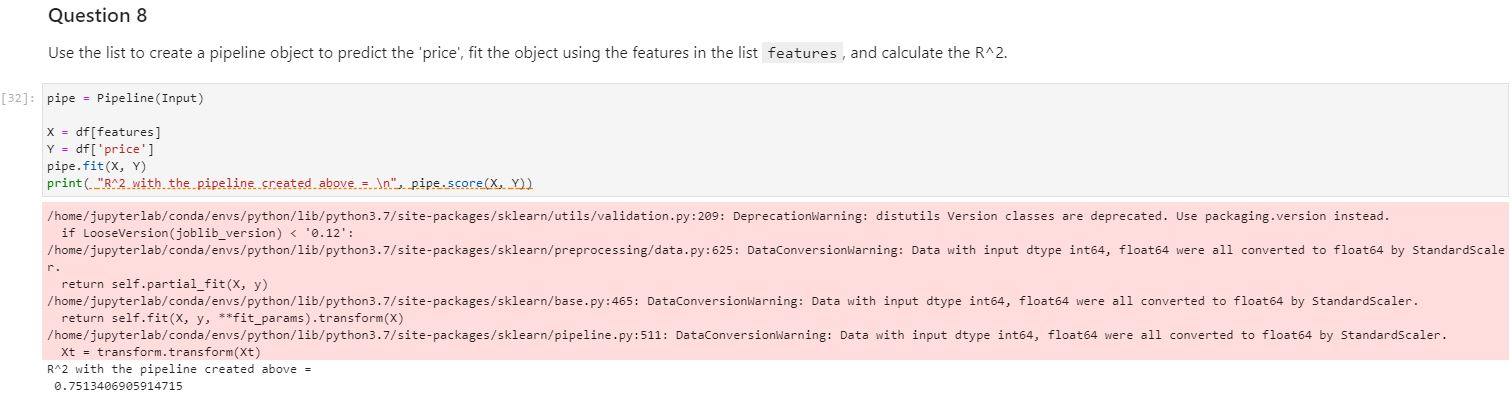 Question 8
Use the list to create a pipeline object to predict the 'price', fit the object using the features in the list features, and calculate the R^2.
[32]: pipe = Pipeline(Input)
X = df[features]
Y = df['price']
pipe.fit(X, Y)
print( "R^2 with the pipeline created above = \n", pipe.score(X, Y))
/home/jupyterlab/conda/envs/python/lib/python3.7/site-packages/sklearn/utils/validation.py:209: DeprecationWarning: distutils Version classes are deprecated. Use packaging.version instead.
  if LooseVersion(joblib_version) < '0.12':
/home/jupyterlab/conda/envs/python/lib/python3.7/site-packages/sklearn/preprocessing/data.py:625: DataConversionWarning: Data with input dtype int64, float64 were all converted to float64 by StandardScale
r.
  return self.partial_fit(X, y)
/home/jupyterlab/conda/envs/python/lib/python3.7/site-packages/sklearn/base.py:465: DataConversionWarning: Data with input dtype int64, float64 were all converted to float64 by StandardScaler.
  return self.fit(X, y, **fit_params).transform(X)
/home/jupyterlab/conda/envs/python/lib/python3.7/site-packages/sklearn/pipeline.py:511: DataConversionWarning: Data with input dtype int64, float64 were all converted to float64 by StandardScaler.
  Xt = transform.transform(Xt)
R^2 with the pipeline created above =
 0.7513406905914715